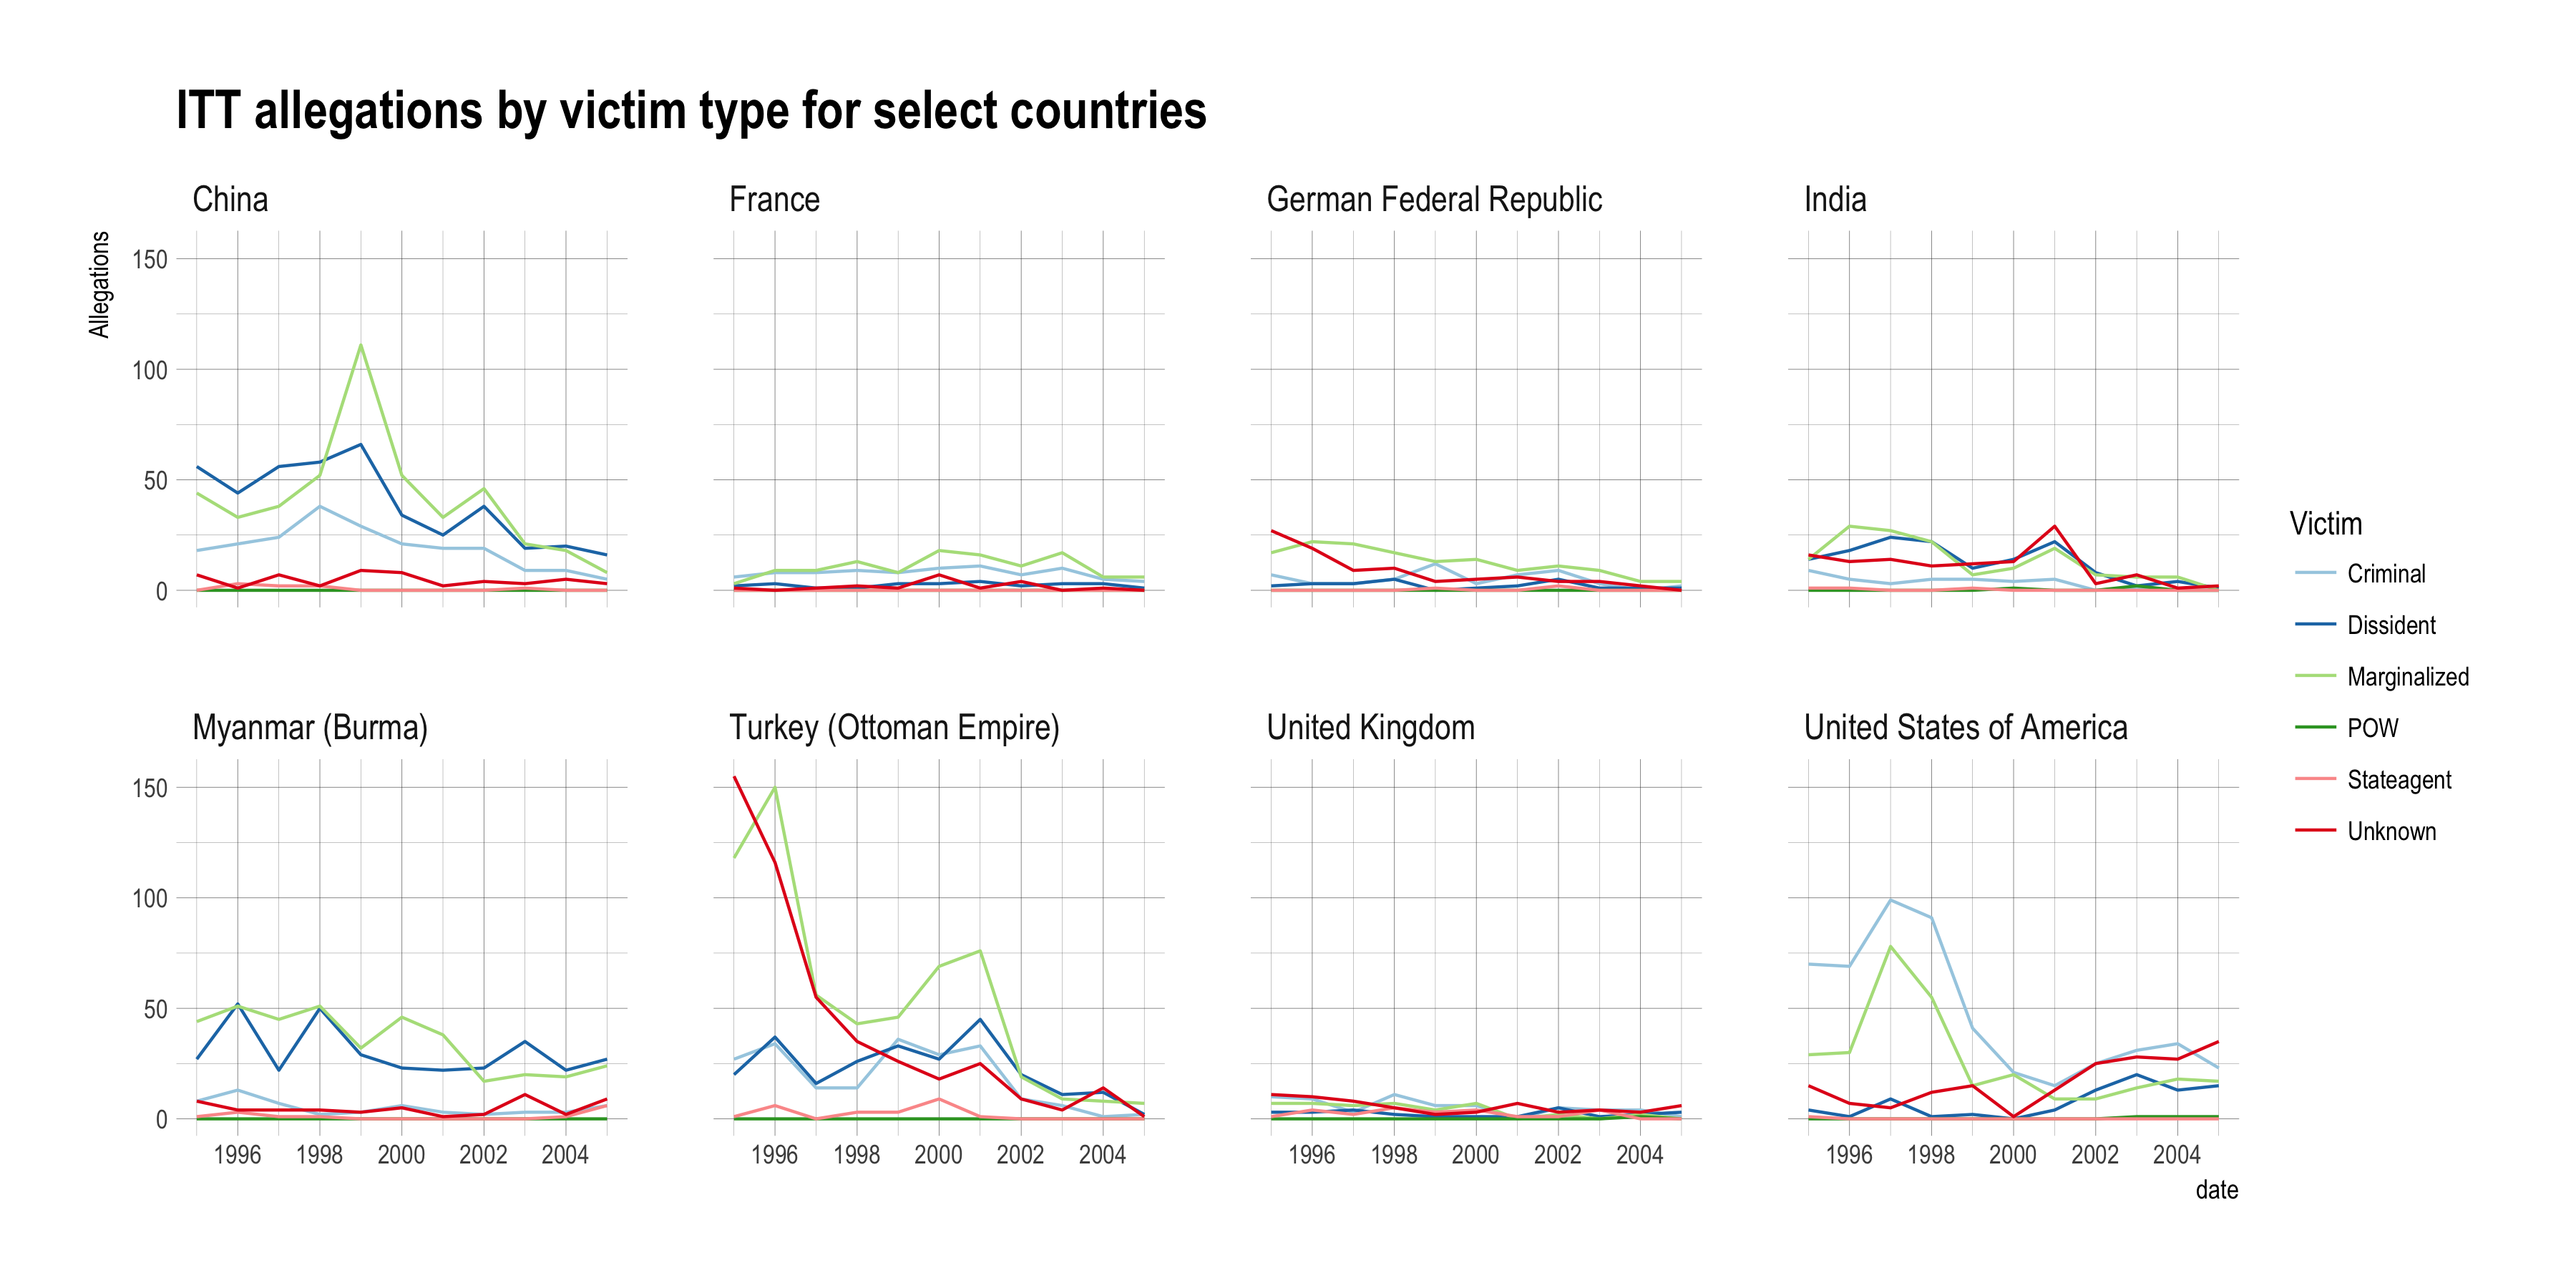 ITT allegations by victim type for select countries
China
France
German Federal Republic
India
Allegations
150
100
50
0
Victim
Criminal
Dissident
Marginalized
POW
Stateagent
Unknown
Myanmar (Burma)
Turkey (Ottoman Empire)
United Kingdom
United States of America
150
100
50
0
1996 1998 2000 2002 2004
1996 1998 2000 2002 2004
1996 1998 2000 2002 2004
1996 1998 2000 2002 2004
date